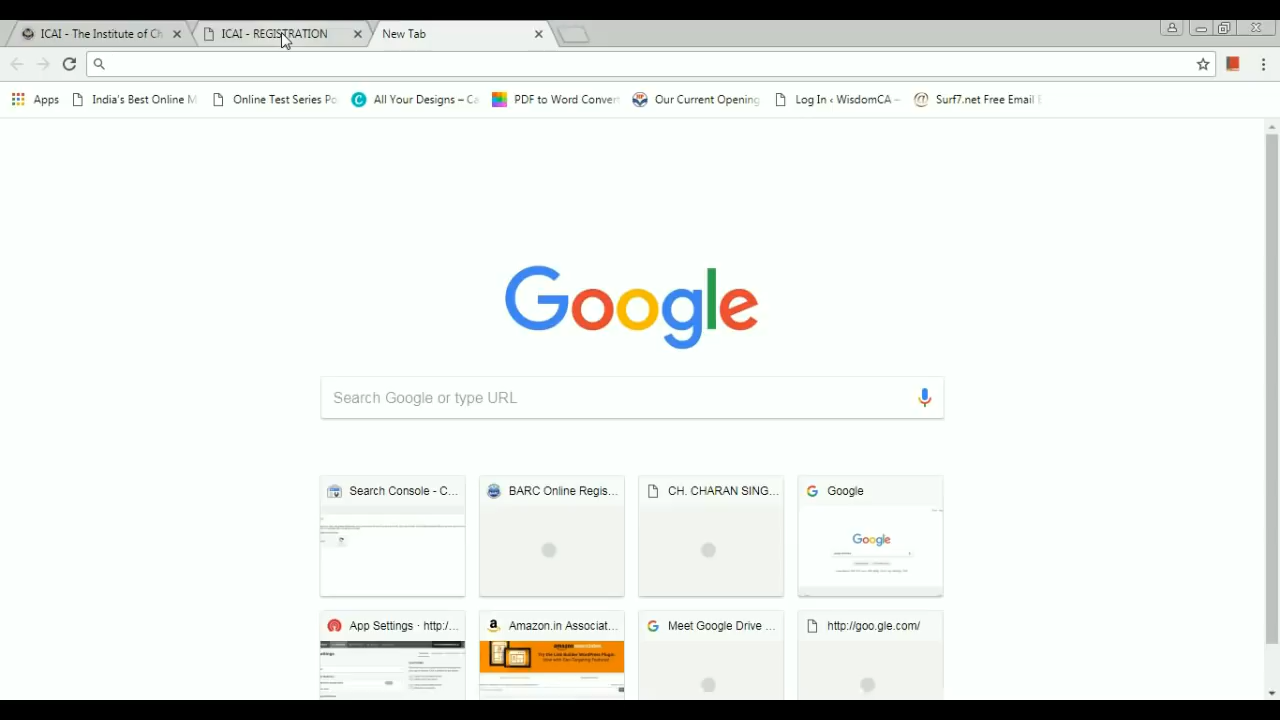 ICAI - The Institute of Ch
ICAI - REGISTRATION
New Tab
Apps
India's Best Online M
Online Test Series Po
All Your Designs – Ca
PDF to Word Conver
Our Current Opening
Log In ‹ WisdomCA –
Surf7.net Free Email E
Google
Search Google or type URL
Search Console - C...
BARC Online Regis...
CH. CHARAN SING...
Google
Google
App Settings · http:/...
Amazon.in Associat...
Meet Google Drive ...
http://goo.gle.com/